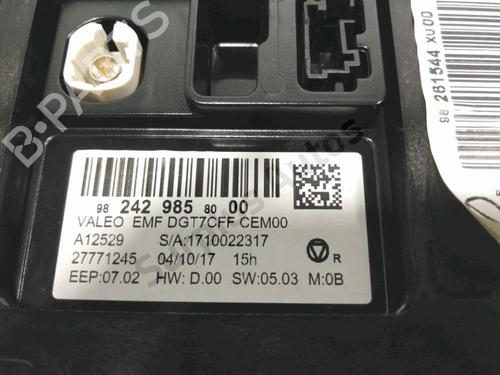 98 261544 XU 00
98 242 985 80 00
VALEO EMF DGT7CFF CEM00
A12529 S/A:1710022317
27771245 04/10/17 15h
R
EEP:07.02 HW: D.00 SW:05.03 M:0B
B-PARTS